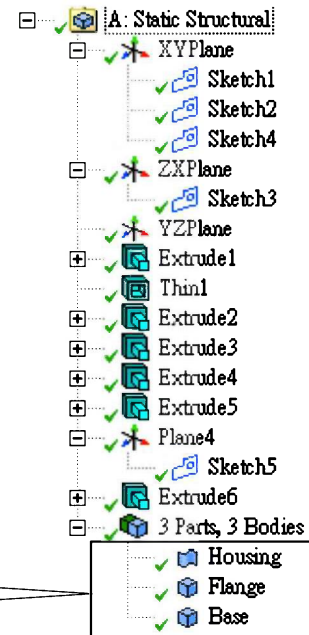 A: Static Structural
XYPlane
Sketch1
Sketch2
Sketch4
ZXPlane
Sketch3
YZPlane
Extrude1
Thin1
Extrude2
Extrude3
Extrude4
Extrude5
Plane4
Sketch5
Extrude6
3 Parts, 3 Bodies
Housing
Flange
Base